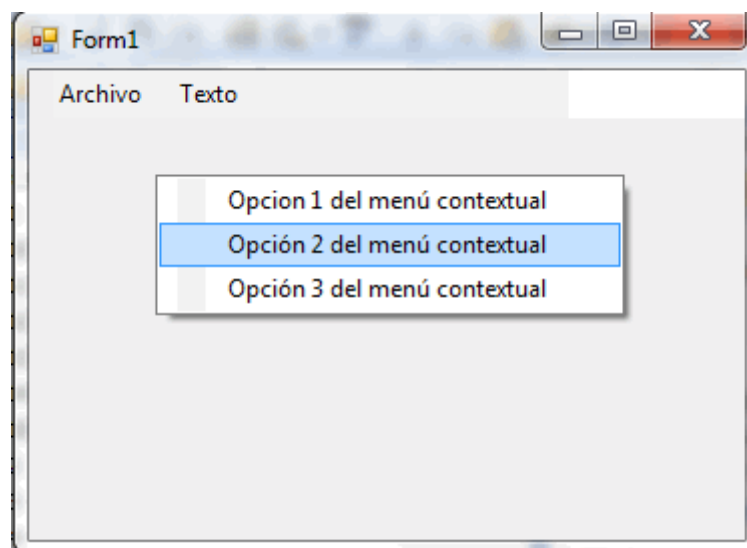 Form1
Archivo Texto
Opcion 1 del menú contextual
Opción 2 del menú contextual
Opción 3 del menú contextual